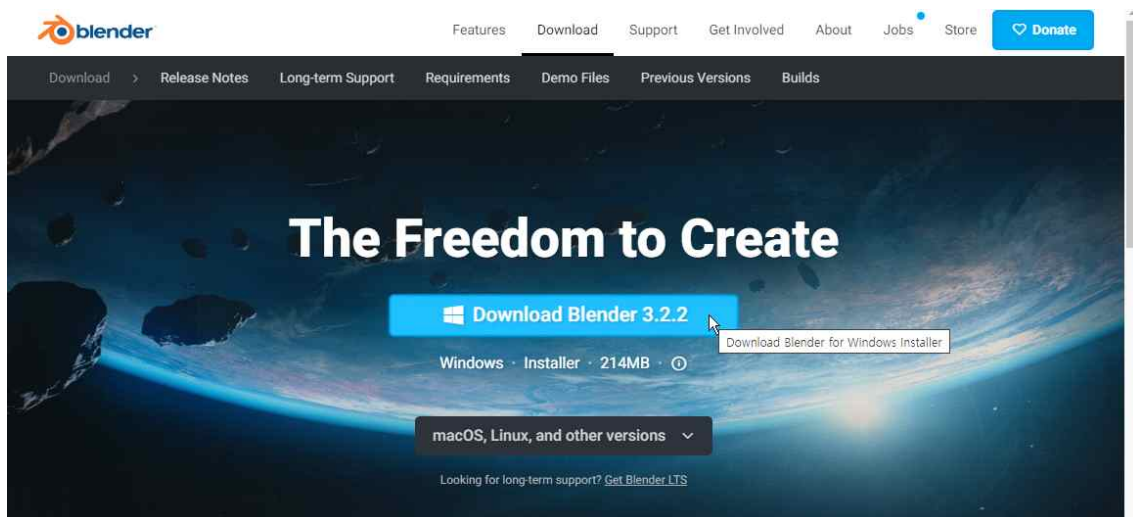 blender
Features Download Support Get Involved About Jobs Store Donate
Download > Release Notes Long-term Support Requirements Demo Files Previous Versions Builds
The Freedom to Create
Download Blender 3.2.2
Download Blender for Windows Installer
Windows · Installer · 214MB ·
macOS, Linux, and other versions
Looking for long-term support? Get Blender LTS